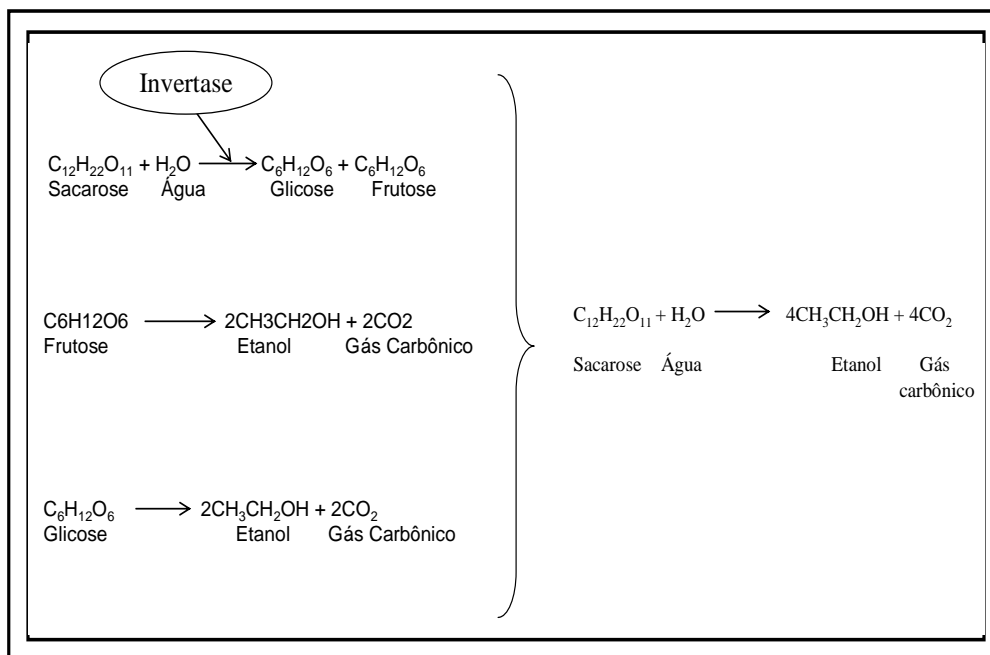 Invertase
C₁₂H₂₂O₁₁ + H₂O ⟶ C₆H₁₂O₆ + C₆H₁₂O₆
Sacarose Água Glicose Frutose
C6H12O6 ⟶ 2CH3CH2OH + 2CO2
Frutose Etanol Gás Carbônico
C₆H₁₂O₆ ⟶ 2CH₃CH₂OH + 2CO₂
Glicose Etanol Gás Carbônico
C₁₂H₂₂O₁₁ + H₂O ⟶ 4CH₃CH₂OH + 4CO₂
Sacarose Água Etanol Gás
carbônico